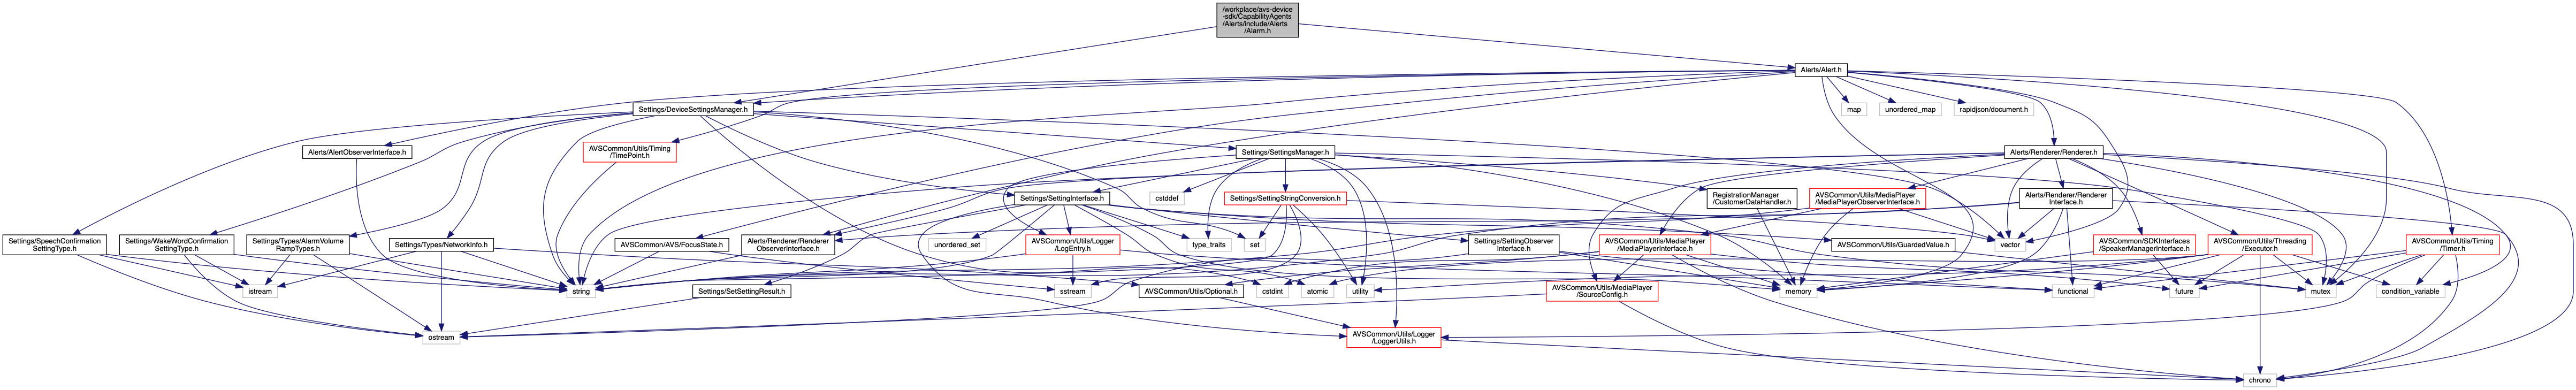 /workplace/avs-device
-sdk/CapabilityAgents
/Alerts/include/Alerts
/Alarm.h
Alerts/Alert.h
Settings/DeviceSettingsManager.h
map
unordered_map
rapidjson/document.h
Alerts/AlertObserverInterface.h
AVSCommon/Utils/Timing
/TimePoint.h
Settings/SettingsManager.h
Alerts/Renderer/Renderer.h
cstddef
Settings/SettingInterface.h
Settings/SettingStringConversion.h
RegistrationManager
/CustomerDataHandler.h
AVSCommon/Utils/MediaPlayer
/MediaPlayerObserverInterface.h
Alerts/Renderer/Renderer
Interface.h
Settings/SpeechConfirmation
SettingType.h
Settings/WakeWordConfirmation
SettingType.h
Settings/Types/AlarmVolume
RampTypes.h
Settings/Types/NetworkInfo.h
AVSCommon/AVS/FocusState.h
Alerts/Renderer/Renderer
ObserverInterface.h
unordered_set
AVSCommon/Utils/Logger
/LogEntry.h
type_traits
set
Settings/SettingObserver
Interface.h
AVSCommon/Utils/MediaPlayer
/MediaPlayerInterface.h
AVSCommon/Utils/GuardedValue.h
vector
AVSCommon/SDKInterfaces
/SpeakerManagerInterface.h
AVSCommon/Utils/Threading
/Executor.h
AVSCommon/Utils/Timing
/Timer.h
istream
string
Settings/SetSettingResult.h
sstream
AVSCommon/Utils/Optional.h
cstdint
atomic
utility
AVSCommon/Utils/MediaPlayer
/SourceConfig.h
memory
functional
future
mutex
condition_variable
ostream
AVSCommon/Utils/Logger
/LoggerUtils.h
chrono